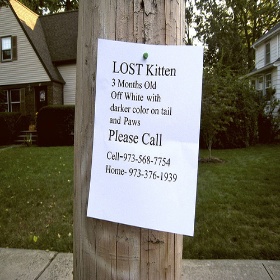 LOST Kitten
3 Months Old
Off White with
darker color on tail
and Paws
Please Call
Cell-973-568-7754
Home- 973-376-1939